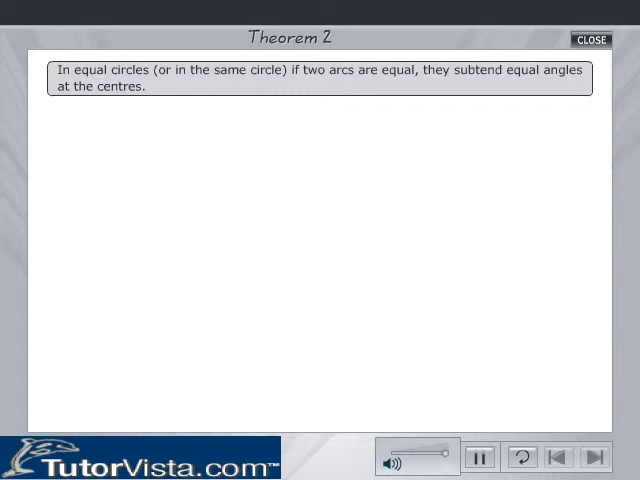 Theorem 2
CLOSE
In equal circles (or in the same circle) if two arcs are equal, they subtend equal angles
at the centres.
TutorVista.com™